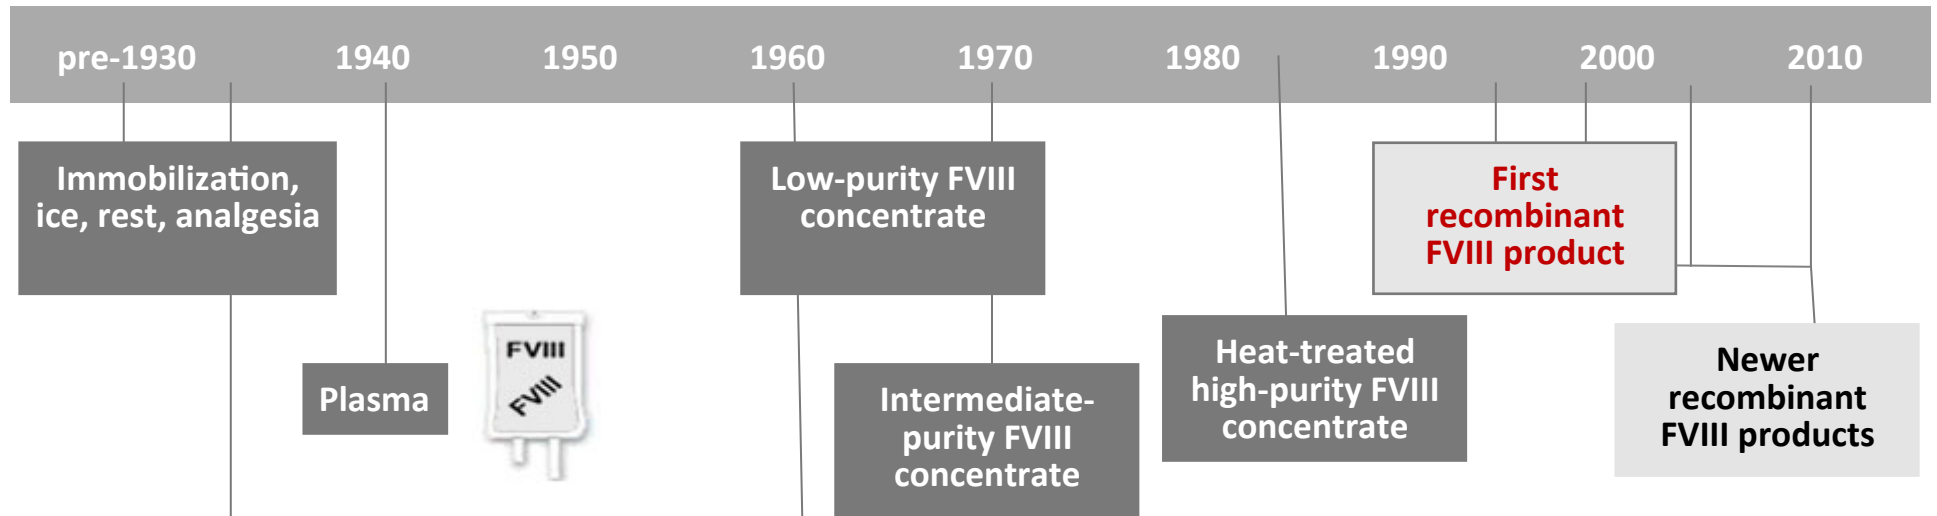 pre-1930 1940 1950 1960 1970 1980 1990 2000 2010
Immobilization,
ice, rest, analgesia
Plasma
FVIII
FVIII
Low-purity FVIII
concentrate
Intermediate-
purity FVIII
concentrate
Heat-treated
high-purity FVIII
concentrate
First
recombinant
FVIII product
Newer
recombinant
FVIII products